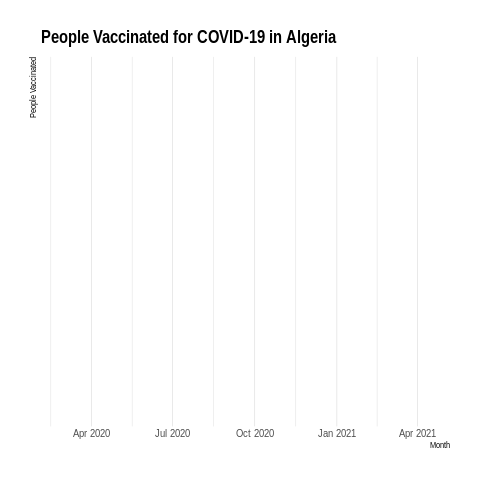 People Vaccinated for COVID-19 in Algeria
People Vaccinated
Apr 2020 Jul 2020 Oct 2020 Jan 2021 Apr 2021
Month